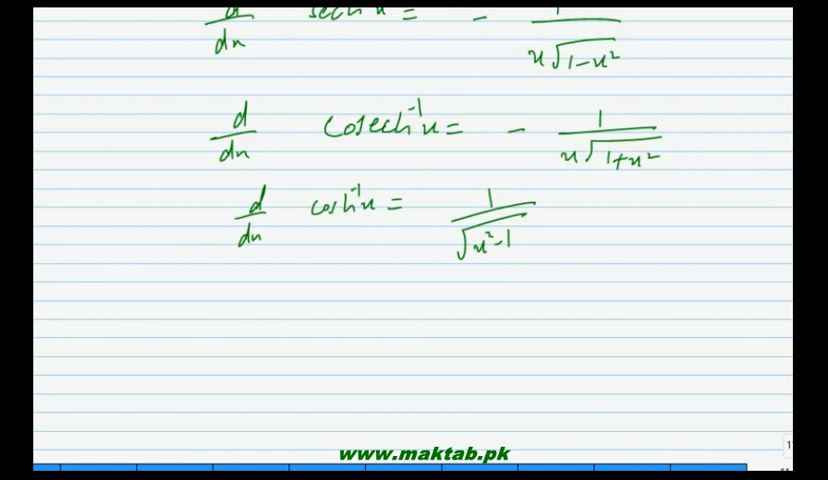 d/dx sech⁻¹x = - 1/(x√(1-x²))
d/dx cosech⁻¹x = - 1/(x√(1+x²))
d/dx cosh⁻¹x = 1/√(x²-1)
www.maktab.pk